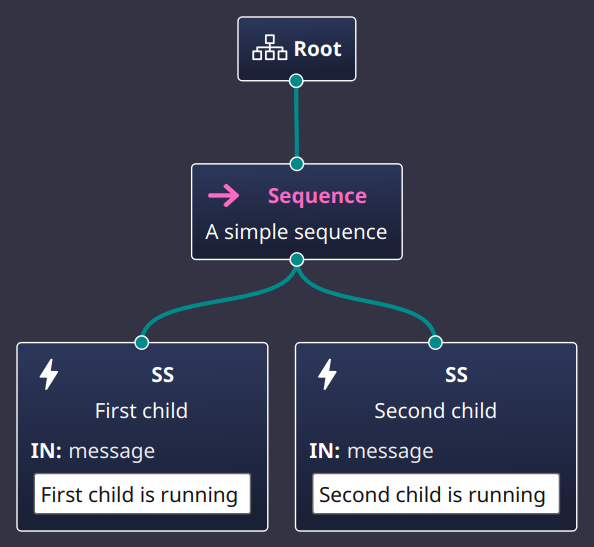 Root
Sequence
A simple sequence
SS
First child
IN: message
First child is running
SS
Second child
IN: message
Second child is running